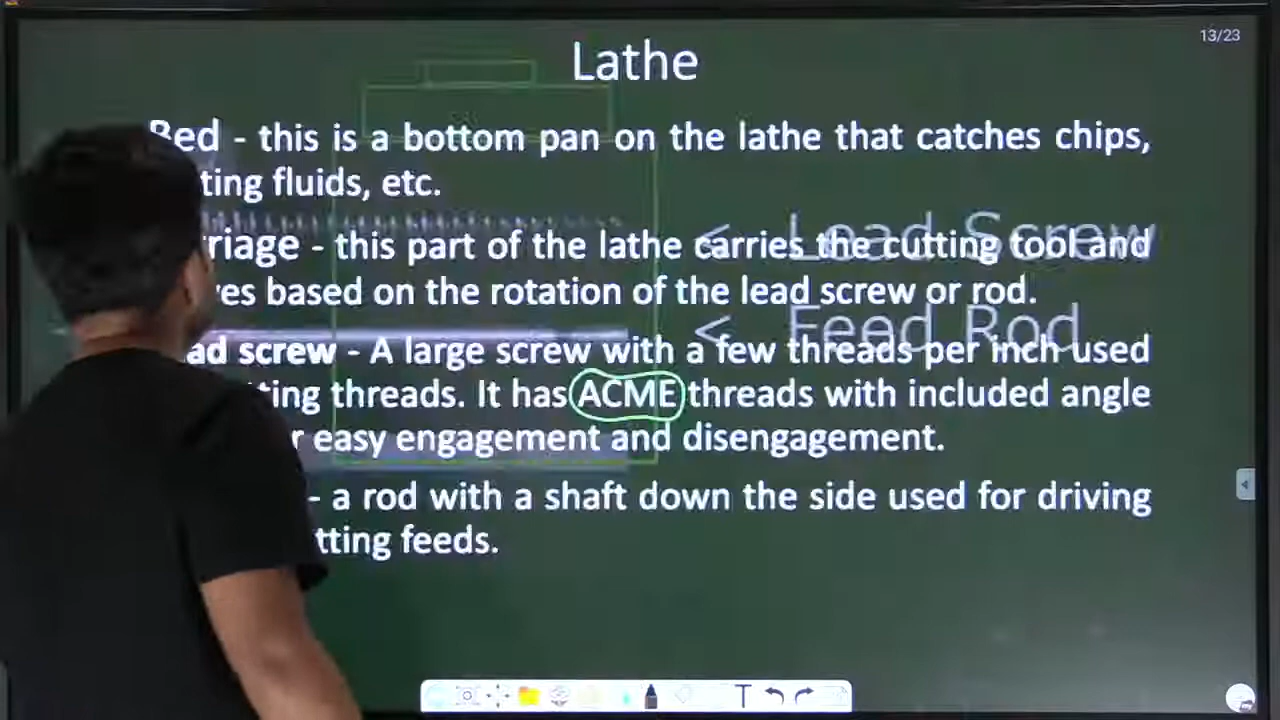 13/23
Lathe
Bed - this is a bottom pan on the lathe that catches chips,
ting fluids, etc.
< Lead Screw
riage - this part of the lathe carries the cutting tool and
es based on the rotation of the lead screw or rod.
< Feed Rod
ad screw - A large screw with a few threads per inch used
ting threads. It has ACME threads with included angle
r easy engagement and disengagement.
- a rod with a shaft down the side used for driving
tting feeds.
T